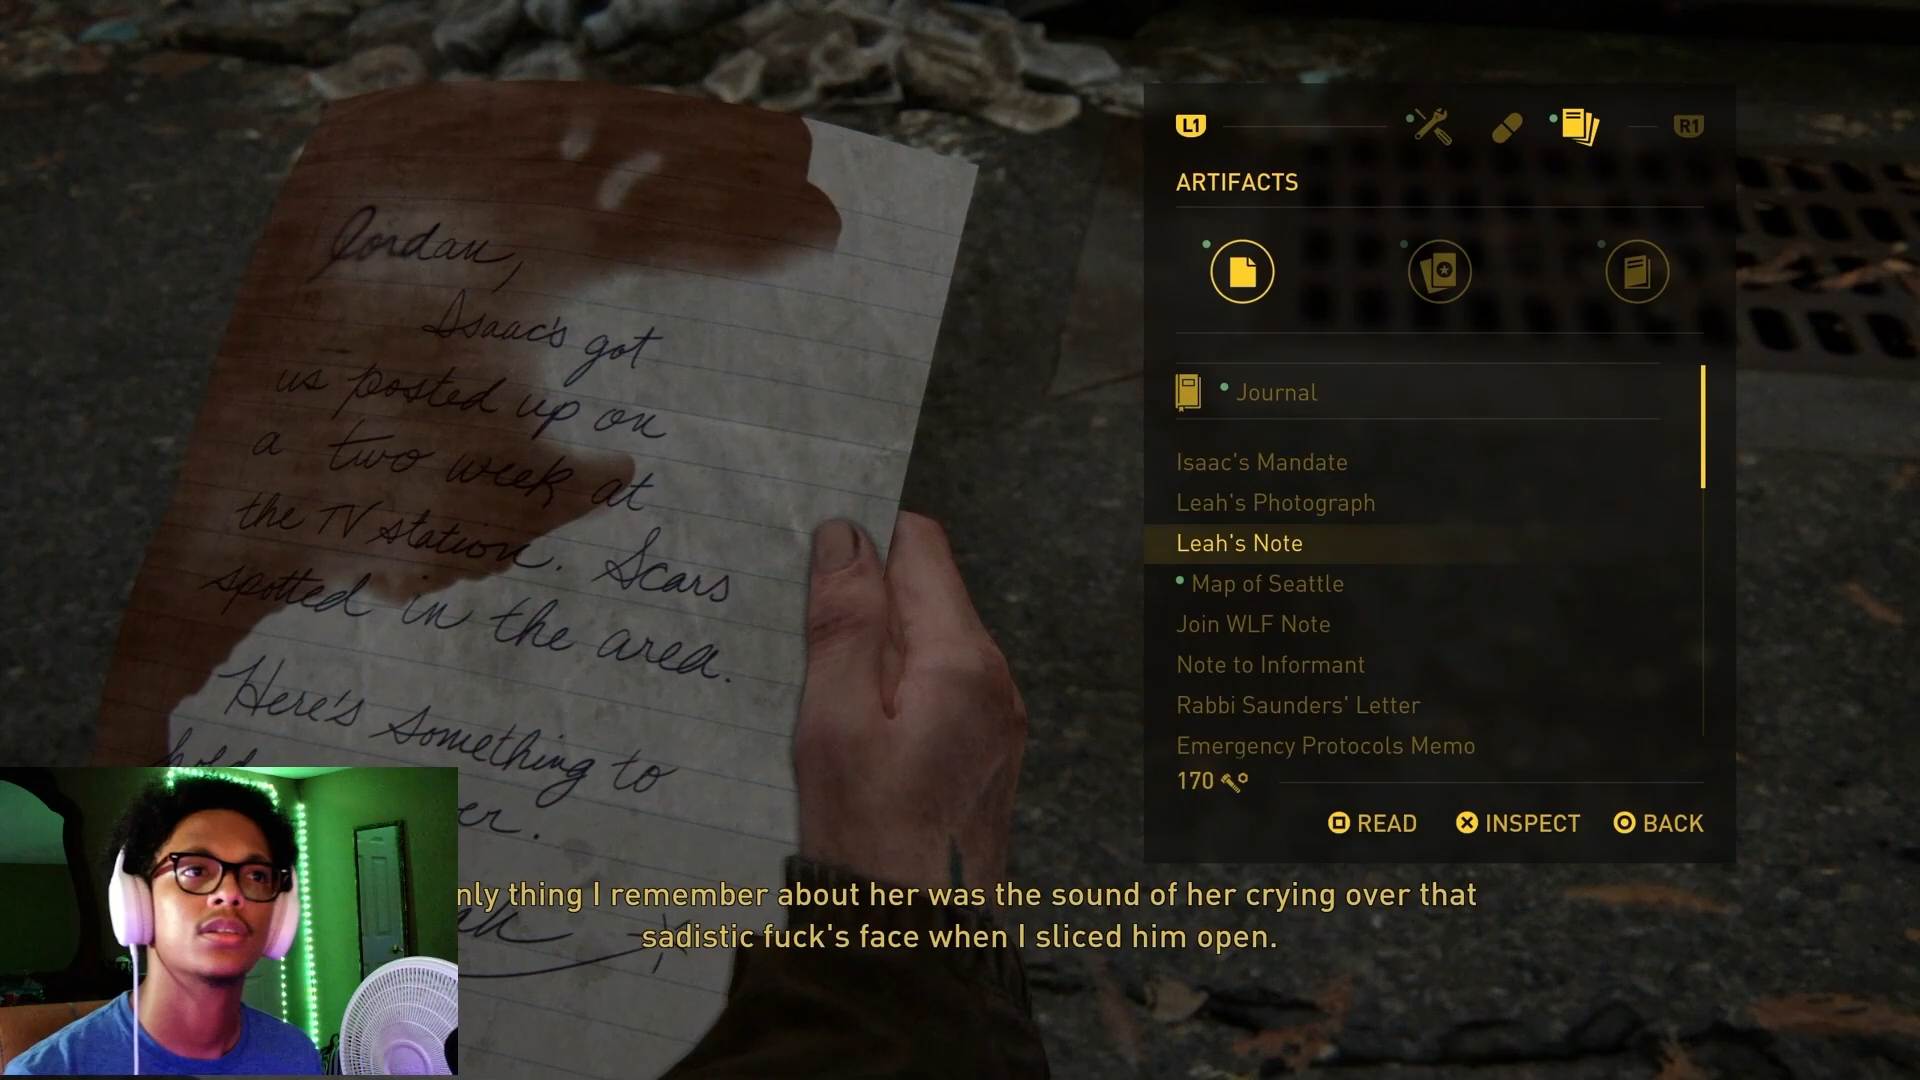 Jordan,
Isaac's got
us posted up on
a two week at
the TV station. Scars
spotted in the area.
Here's something to
hold
L1
R1
ARTIFACTS
Journal
Isaac's Mandate
Leah's Photograph
Leah's Note
Map of Seattle
Join WLF Note
Note to Informant
Rabbi Saunders' Letter
Emergency Protocols Memo
170
READ
INSPECT
BACK
thing I remember about her was the sound of her crying over that
sadistic fuck's face when I sliced him open.